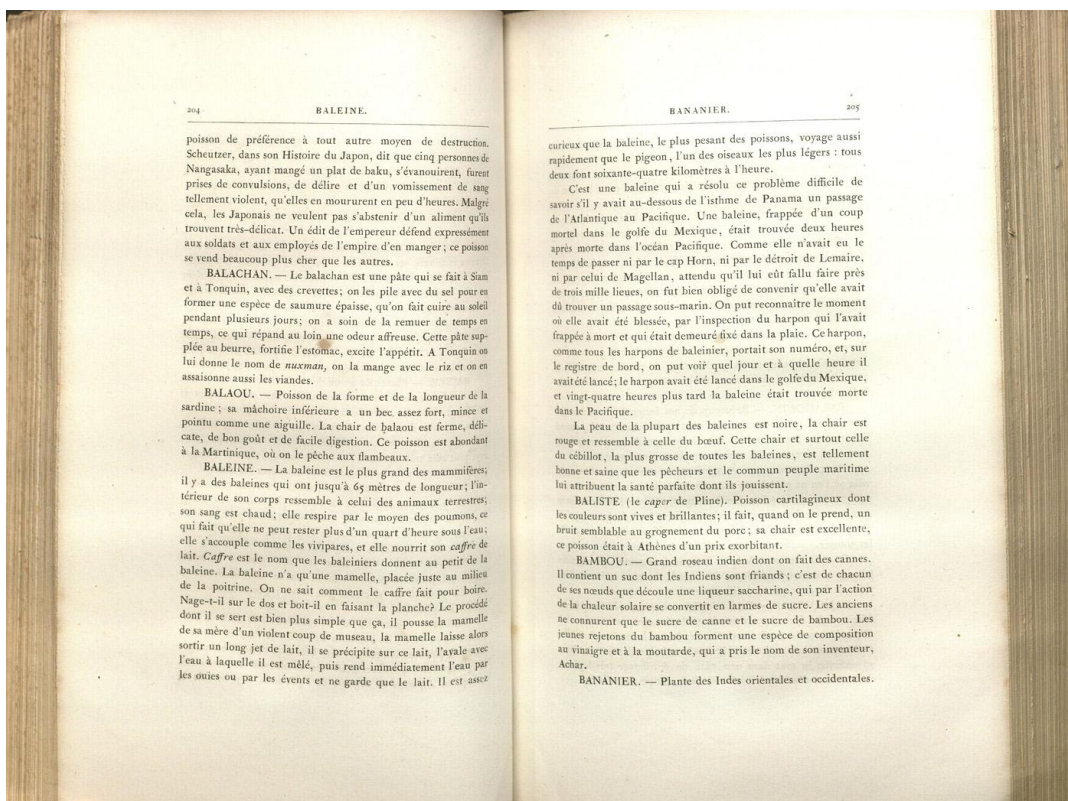 204
BALEINE.
poisson de préférence à tout autre moyen de destruction.
Scheutzer, dans son Histoire du Japon, dit que cinq personnes de
Nangasaka, ayant mangé un plat de baku, s'évanouirent, furent
prises de convulsions, de délire et d'un vomissement de sang
tellement violent, qu'elles en moururent en peu d'heures. Malgré
cela, les Japonais ne veulent pas s'abstenir d'un aliment qu'ils
trouvent très-délicat. Un édit de l'empereur défend expressément
aux soldats et aux employés de l'empire d'en manger; ce poisson
se vend beaucoup plus cher que les autres.
BALACHAN. — Le balachan est une pâte qui se fait à Siam
et à Tonquin, avec des crevettes; on les pile avec du sel pour en
former une espèce de saumure épaisse, qu'on fait cuire au soleil
pendant plusieurs jours; on a soin de la remuer de temps en
temps, ce qui répand au loin une odeur affreuse. Cette pâte sup-
plée au beurre, fortifie l'estomac, excite l'appétit. A Tonquin on
lui donne le nom de nuxman, on la mange avec le riz et on en
assaisonne aussi les viandes.
BALAOU. — Poisson de la forme et de la longueur de la
sardine; sa mâchoire inférieure a un bec assez fort, mince et
pointu comme une aiguille. La chair de balaou est ferme, déli-
cate, de bon goût et de facile digestion. Ce poisson est abondant
à la Martinique, où on le pêche aux flambeaux.
BALEINE. — La baleine est le plus grand des mammifères;
il y a des baleines qui ont jusqu'à 65 mètres de longueur; l'in-
térieur de son corps ressemble à celui des animaux terrestres;
son sang est chaud; elle respire par le moyen des poumons, ce
qui fait qu'elle ne peut rester plus d'un quart d'heure sous l'eau;
elle s'accouple comme les vivipares, et elle nourrit son caffre de
lait. Caffre est le nom que les baleiniers donnent au petit de la
baleine. La baleine n'a qu'une mamelle, placée juste au milieu
de la poitrine. On ne sait comment le caffre fait pour boire.
Nage-t-il sur le dos et boit-il en faisant la planche? Le procédé
dont il se sert est bien plus simple que ça, il pousse la mamelle
de sa mère d'un violent coup de museau, la mamelle laisse alors
sortir un long jet de lait, il se précipite sur ce lait, l'avale avec
l'eau à laquelle il est mêlé, puis rend immédiatement l'eau par
les ouïes ou par les évents et ne garde que le lait. Il est assez
BANANIER.
205
curieux que la baleine, le plus pesant des poissons, voyage aussi
rapidement que le pigeon, l'un des oiseaux les plus légers : tous
deux font soixante-quatre kilomètres à l'heure.
C'est une baleine qui a résolu ce problème difficile de
savoir s'il y avait au-dessous de l'isthme de Panama un passage
de l'Atlantique au Pacifique. Une baleine, frappée d'un coup
mortel dans le golfe du Mexique, était trouvée deux heures
après morte dans l'océan Pacifique. Comme elle n'avait eu le
temps de passer ni par le cap Horn, ni par le détroit de Lemaire,
ni par celui de Magellan, attendu qu'il lui eût fallu faire près
de trois mille lieues, on fut bien obligé de convenir qu'elle avait
dû trouver un passage sous-marin. On put reconnaître le moment
où elle avait été blessée, par l'inspection du harpon qui l'avait
frappée à mort et qui était demeuré fixé dans la plaie. Ce harpon,
comme tous les harpons de baleinier, portait son numéro, et, sur
le registre de bord, on put voir quel jour et à quelle heure il
avait été lancé; le harpon avait été lancé dans le golfe du Mexique,
et vingt-quatre heures plus tard la baleine était trouvée morte
dans le Pacifique.
La peau de la plupart des baleines est noire, la chair est
rouge et ressemble à celle du bœuf. Cette chair et surtout celle
du cébillot, la plus grosse de toutes les baleines, est tellement
bonne et saine que les pêcheurs et le commun peuple maritime
lui attribuent la santé parfaite dont ils jouissent.
BALISTE (le caper de Pline). Poisson cartilagineux dont
les couleurs sont vives et brillantes; il fait, quand on le prend, un
bruit semblable au grognement du porc; sa chair est excellente,
ce poisson était à Athènes d'un prix exorbitant.
BAMBOU. — Grand roseau indien dont on fait des cannes.
Il contient un suc dont les Indiens sont friands; c'est de chacun
de ses nœuds que découle une liqueur saccharine, qui par l'action
de la chaleur solaire se convertit en larmes de sucre. Les anciens
ne connurent que le sucre de canne et le sucre de bambou. Les
jeunes rejetons du bambou forment une espèce de composition
au vinaigre et à la moutarde, qui a pris le nom de son inventeur,
Achar.
BANANIER. — Plante des Indes orientales et occidentales.